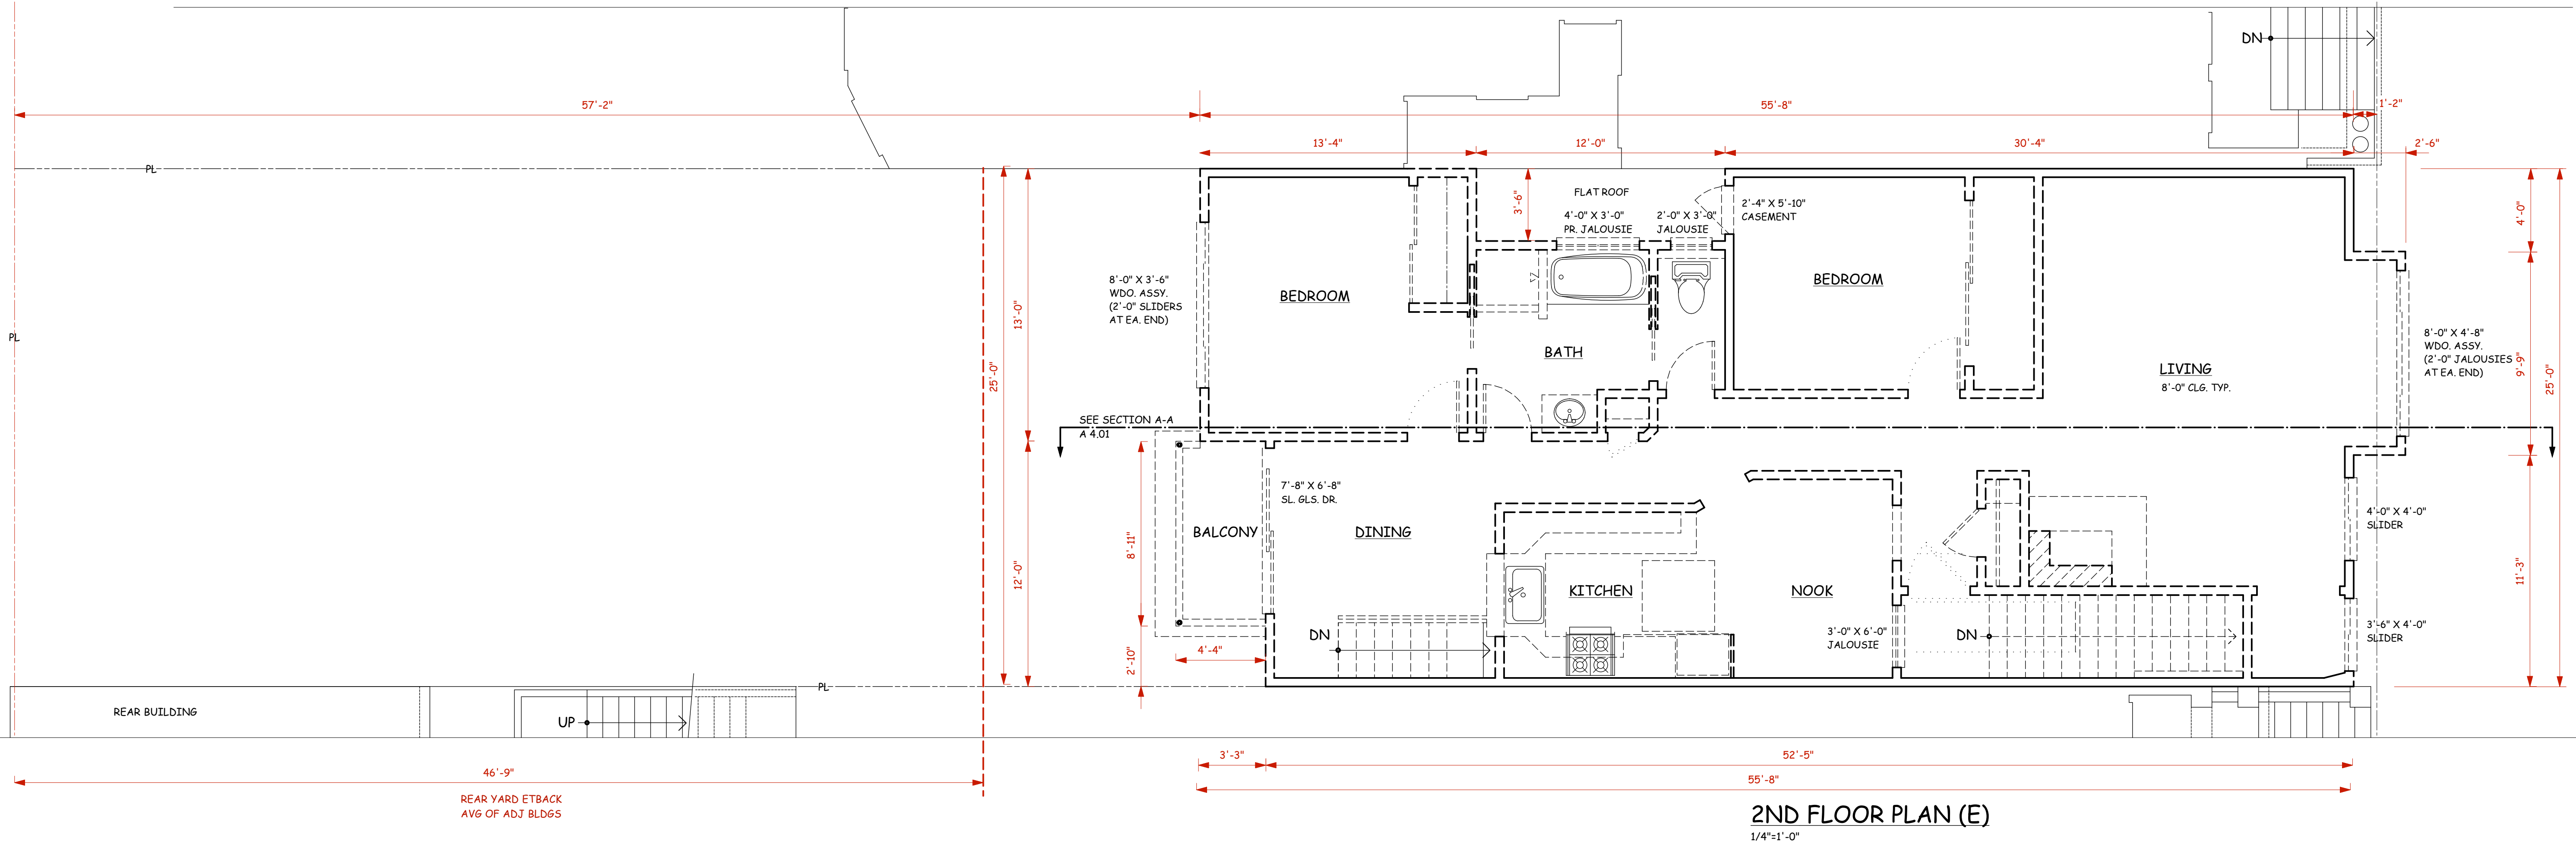 DN
57'-2"
55'-8"
1'-2"
13'-4"
12'-0"
30'-4"
2'-6"
PL
FLAT ROOF
3'-6"
4'-0" X 3'-0"
PR. JALOUSIE
2'-0" X 3'-0"
JALOUSIE
2'-4" X 5'-10"
CASEMENT
4'-0"
8'-0" X 3'-6"
WDO. ASSY.
(2'-0" SLIDERS
AT EA. END)
BEDROOM
BEDROOM
13'-0"
25'-0"
PL
BATH
LIVING
8'-0" CLG. TYP.
8'-0" X 4'-8"
WDO. ASSY.
(2'-0" JALOUSIES
AT EA. END)
9'-9"
25'-0"
SEE SECTION A-A
A 4.01
7'-8" X 6'-8"
SL. GLS. DR.
BALCONY
DINING
8'-11"
12'-0"
KITCHEN
NOOK
4'-0" X 4'-0"
SLIDER
11'-3"
DN
3'-0" X 6'-0"
JALOUSIE
DN
3'-6" X 4'-0"
SLIDER
4'-4"
2'-10"
PL
REAR BUILDING
UP
3'-3"
52'-5"
46'-9"
55'-8"
REAR YARD ETBACK
AVG OF ADJ BLDGS
2ND FLOOR PLAN (E)
1/4"=1'-0"